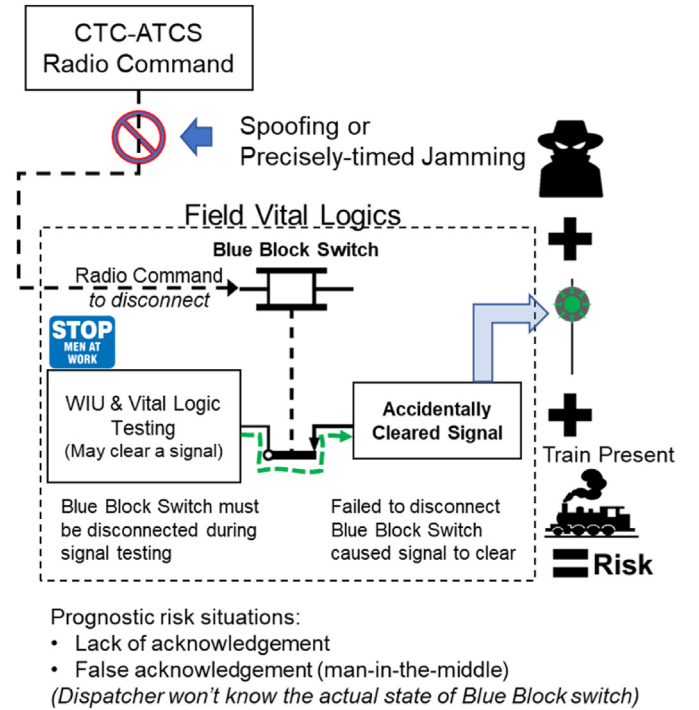 CTC-ATCS
Radio Command
Spoofing or
Precisely-timed Jamming
Field Vital Logics
Blue Block Switch
Radio Command
to disconnect
STOP
MEN AT
WORK
WIU & Vital Logic
Testing
(May clear a signal)
Accidentally
Cleared Signal
Train Present
Blue Block Switch must
be disconnected during
signal testing
Failed to disconnect
Blue Block Switch
caused signal to clear
Risk
Prognostic risk situations:
• Lack of acknowledgement
• False acknowledgement (man-in-the-middle)
(Dispatcher won't know the actual state of Blue Block switch)